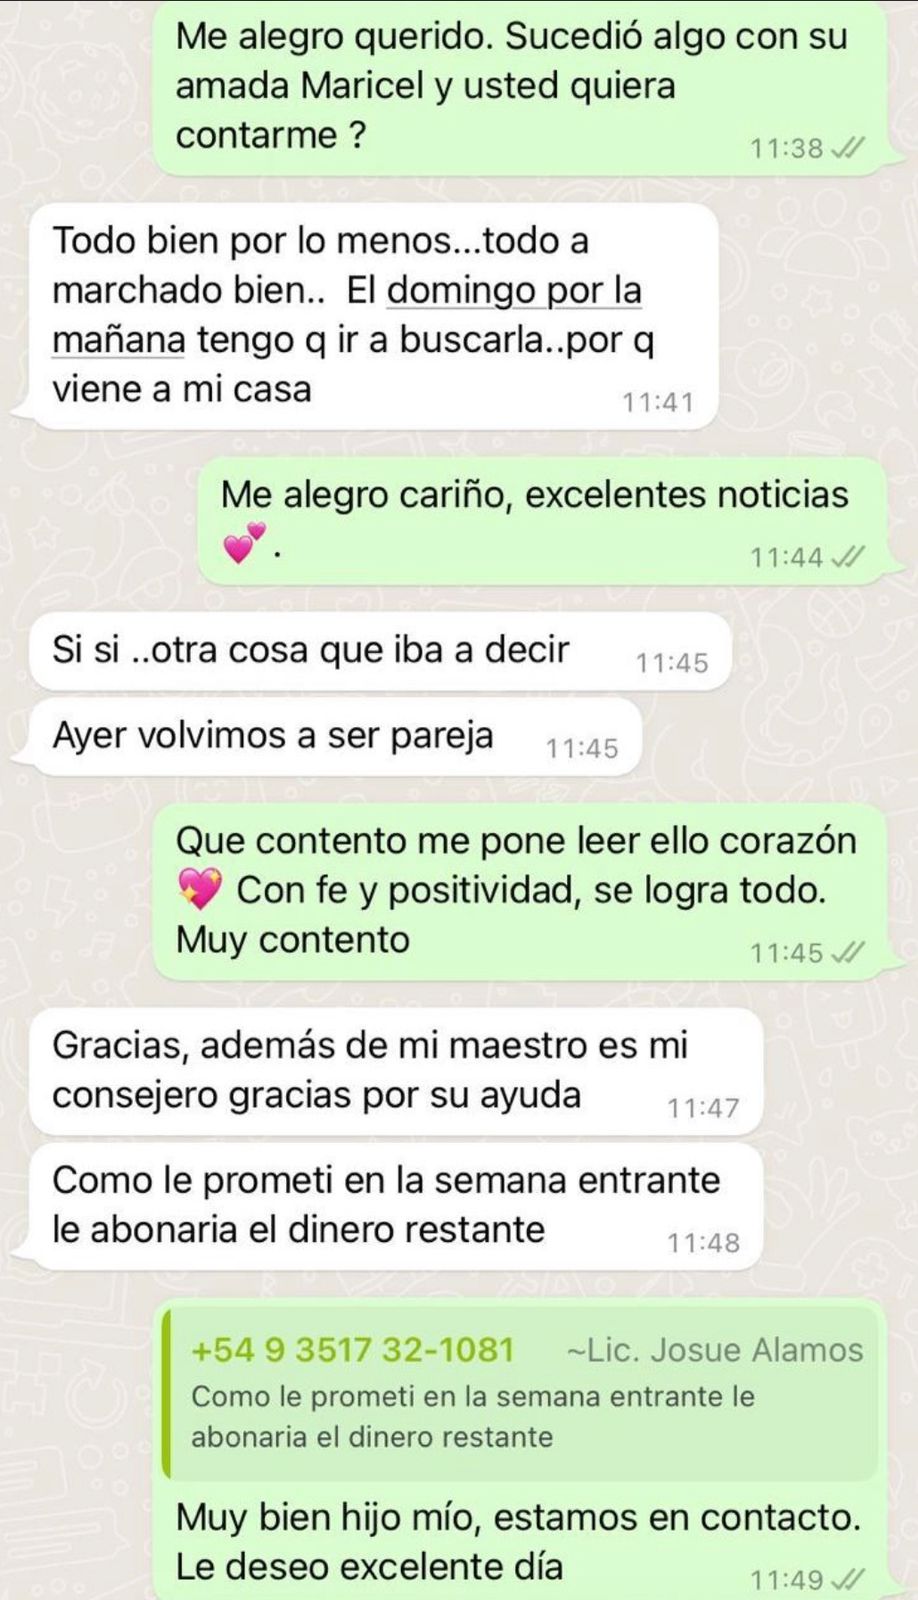 Me alegro querido. Sucedió algo con su
amada Maricel y usted quiera
contarme ?
11:38
Todo bien por lo menos...todo a
marchado bien.. El domingo por la
mañana tengo q ir a buscarla..por q
viene a mi casa
11:41
Me alegro cariño, excelentes noticias
💕 .
11:44
Si si ..otra cosa que iba a decir
11:45
Ayer volvimos a ser pareja
11:45
Que contento me pone leer ello corazón
💖 Con fe y positividad, se logra todo.
Muy contento
11:45
Gracias, además de mi maestro es mi
consejero gracias por su ayuda
11:47
Como le prometi en la semana entrante
le abonaria el dinero restante
11:48
+54 9 3517 32-1081 ~Lic. Josue Alamos
Como le prometi en la semana entrante le
abonaria el dinero restante
Muy bien hijo mío, estamos en contacto.
Le deseo excelente día
11:49